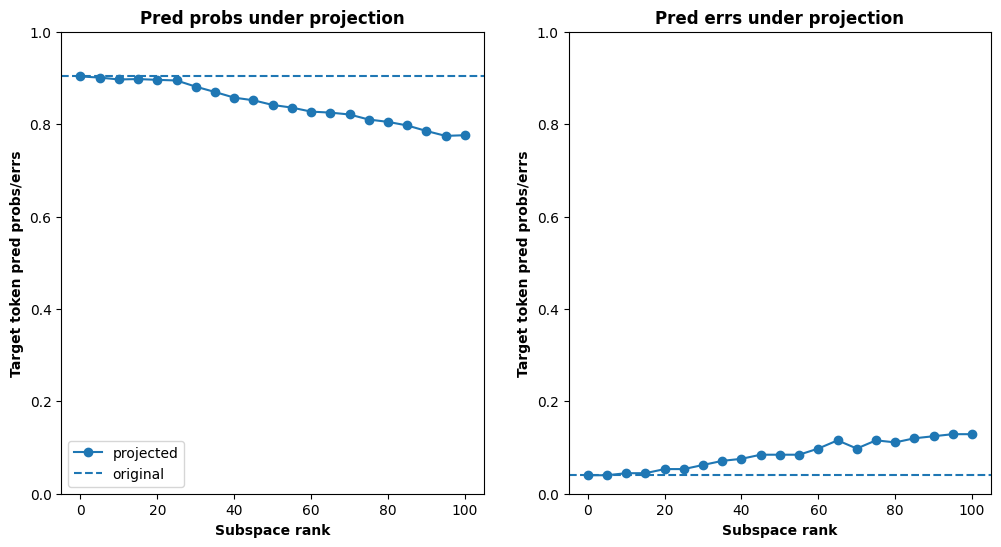 Pred probs under projection
Target token pred probs/errs
1.0
0.8
0.6
0.4
0.2
0.0
projected
original
0 20 40 60 80 100
Subspace rank
Pred errs under projection
Target token pred probs/errs
1.0
0.8
0.6
0.4
0.2
0.0
0 20 40 60 80 100
Subspace rank